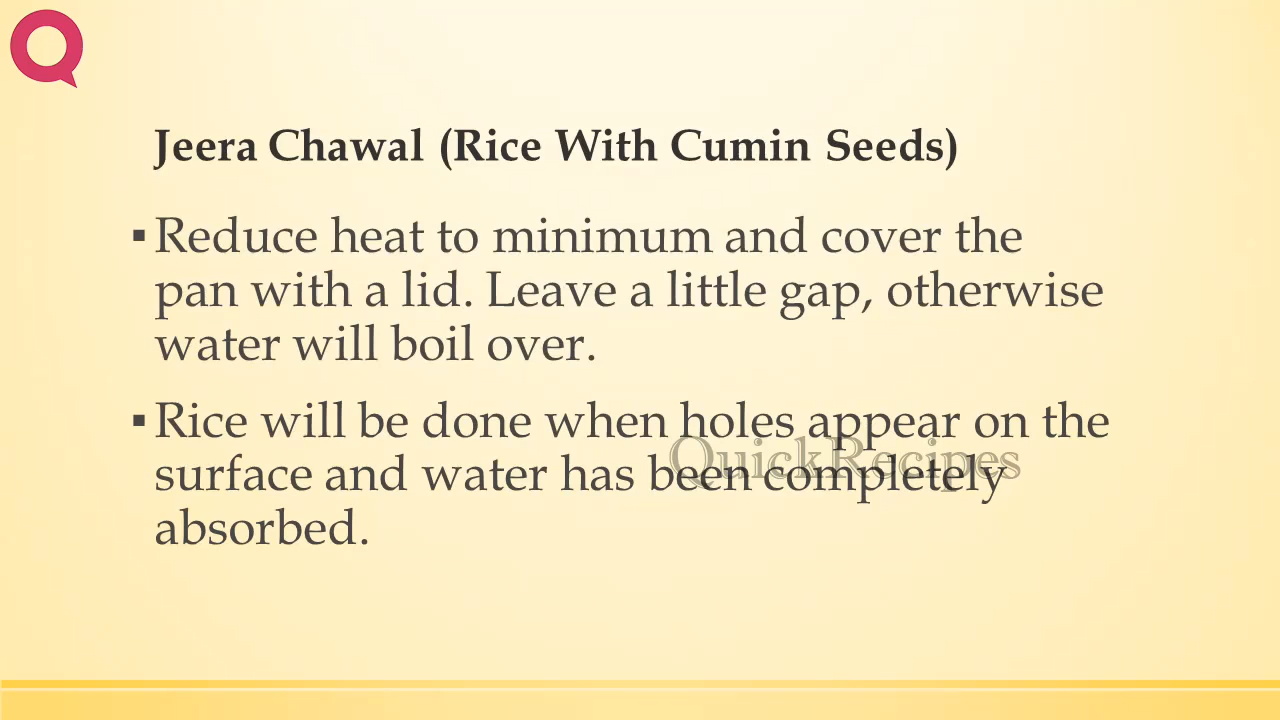 Jeera Chawal (Rice With Cumin Seeds)
▪ Reduce heat to minimum and cover the
pan with a lid. Leave a little gap, otherwise
water will boil over.
▪ Rice will be done when holes appear on the
surface and water has been completely
absorbed.
QuickRecipes